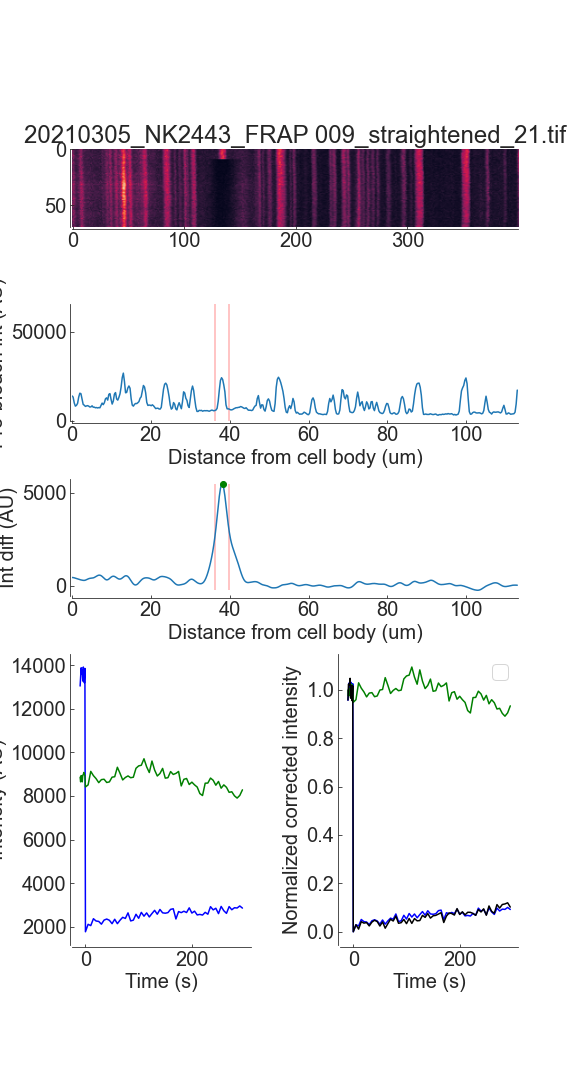 20210305_NK2443_FRAP 009_straightened_21.tif
0
50
0 100 200 300
50000
0
0 20 40 60 80 100
Distance from cell body (um)
Int diff (AU)
5000
0
0 20 40 60 80 100
Distance from cell body (um)
14000
12000
10000
8000
6000
4000
2000
0 200
Time (s)
Normalized corrected intensity
1.0
0.8
0.6
0.4
0.2
0.0
0 200
Time (s)